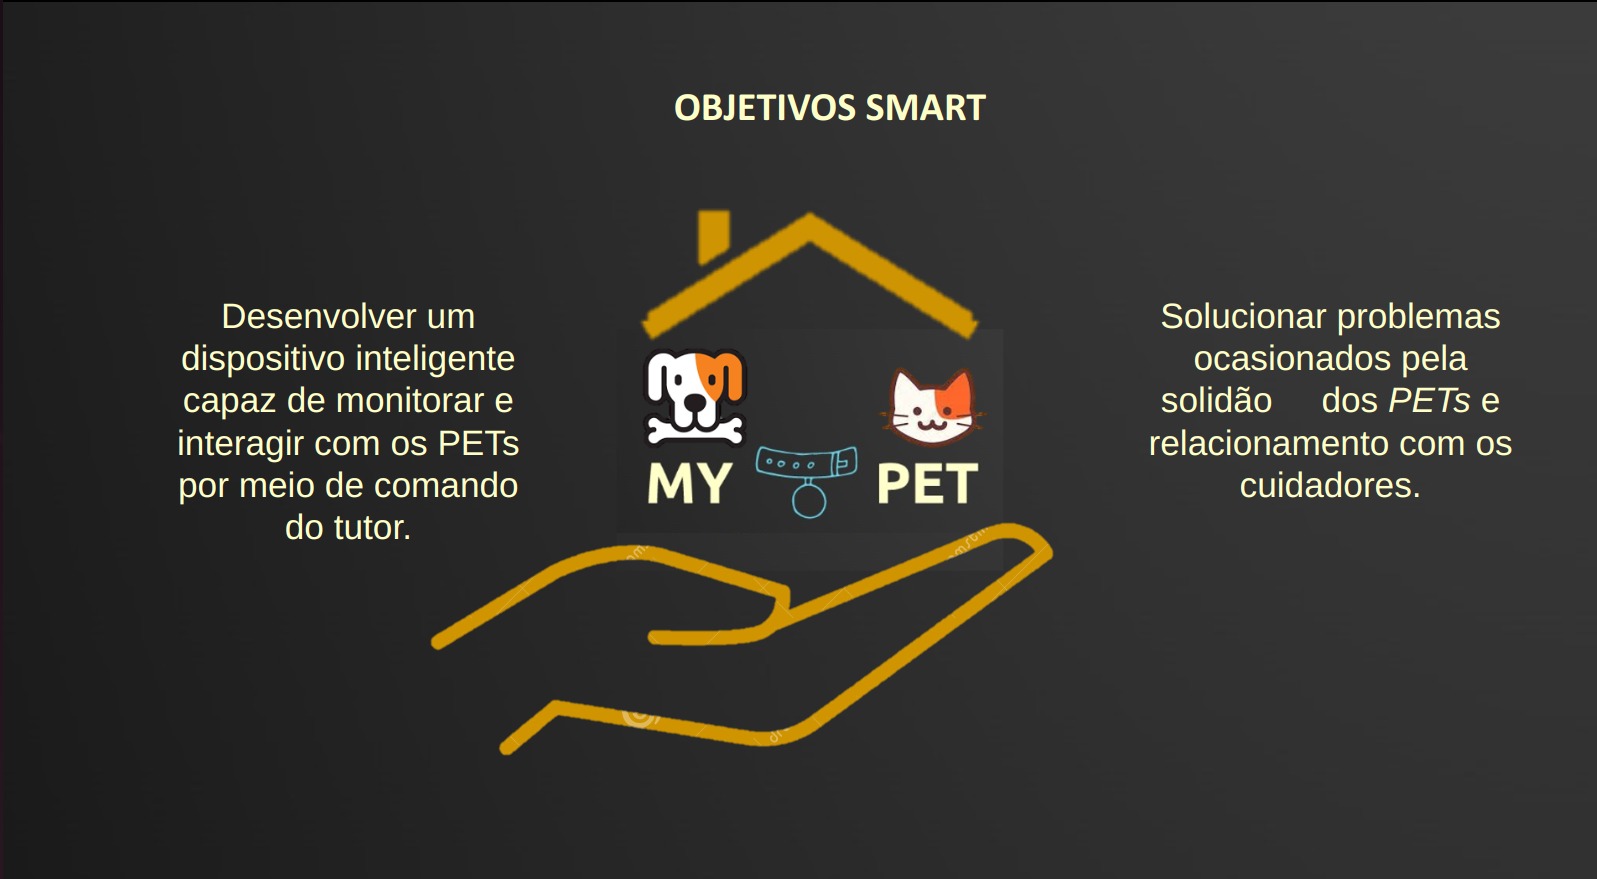 OBJETIVOS SMART
Desenvolver um
dispositivo inteligente
capaz de monitorar e
interagir com os PETs
por meio de comando
do tutor.
MY PET
Solucionar problemas
ocasionados pela
solidão dos PETs e
relacionamento com os
cuidadores.